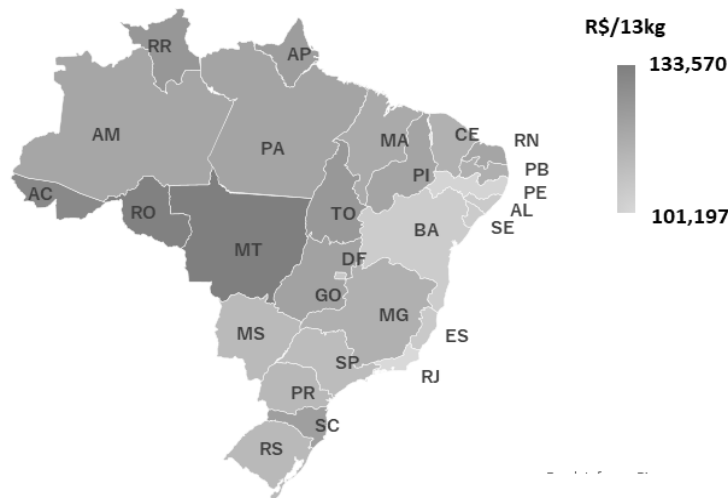 R$/13kg
133,570
101,197
RR
AP
AM
PA
MA
CE
RN
PI
PB
PE
AC
RO
TO
AL
BA
SE
MT
DF
GO
MG
MS
ES
SP
RJ
PR
SC
RS